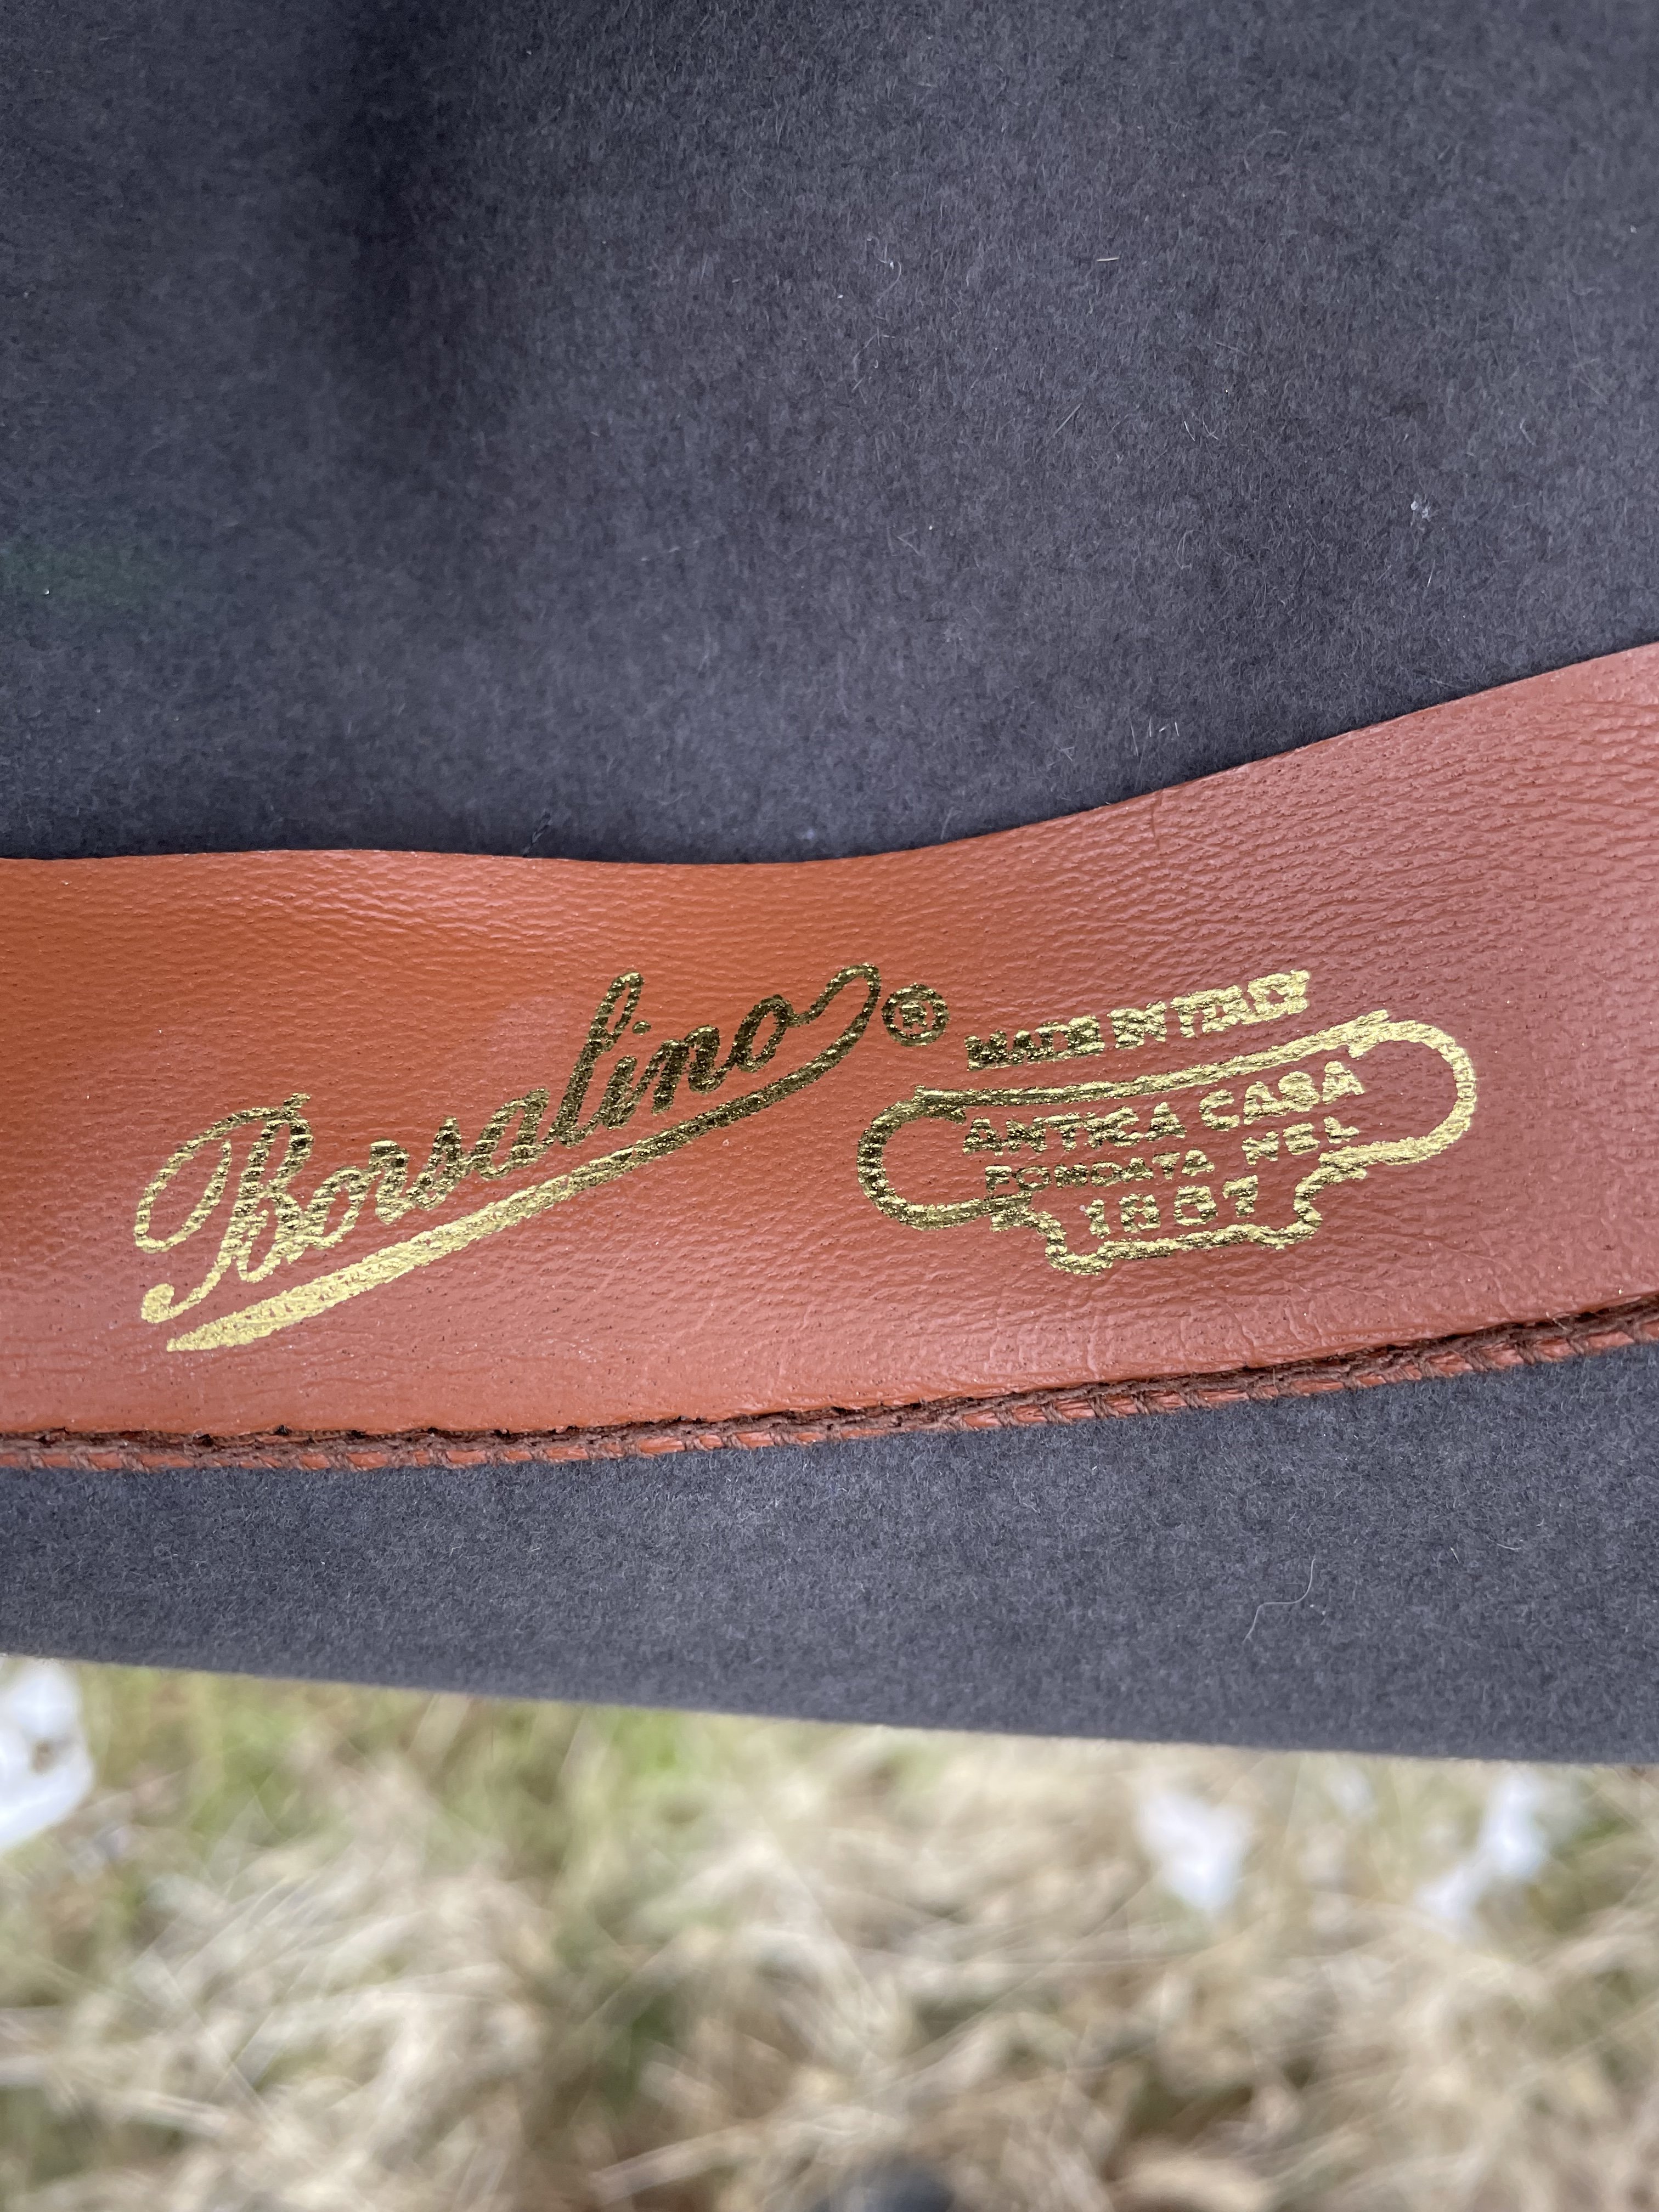 Borsalino ®
MADE IN ITALY
ANTICA CASA
FONDATA NEL
1857